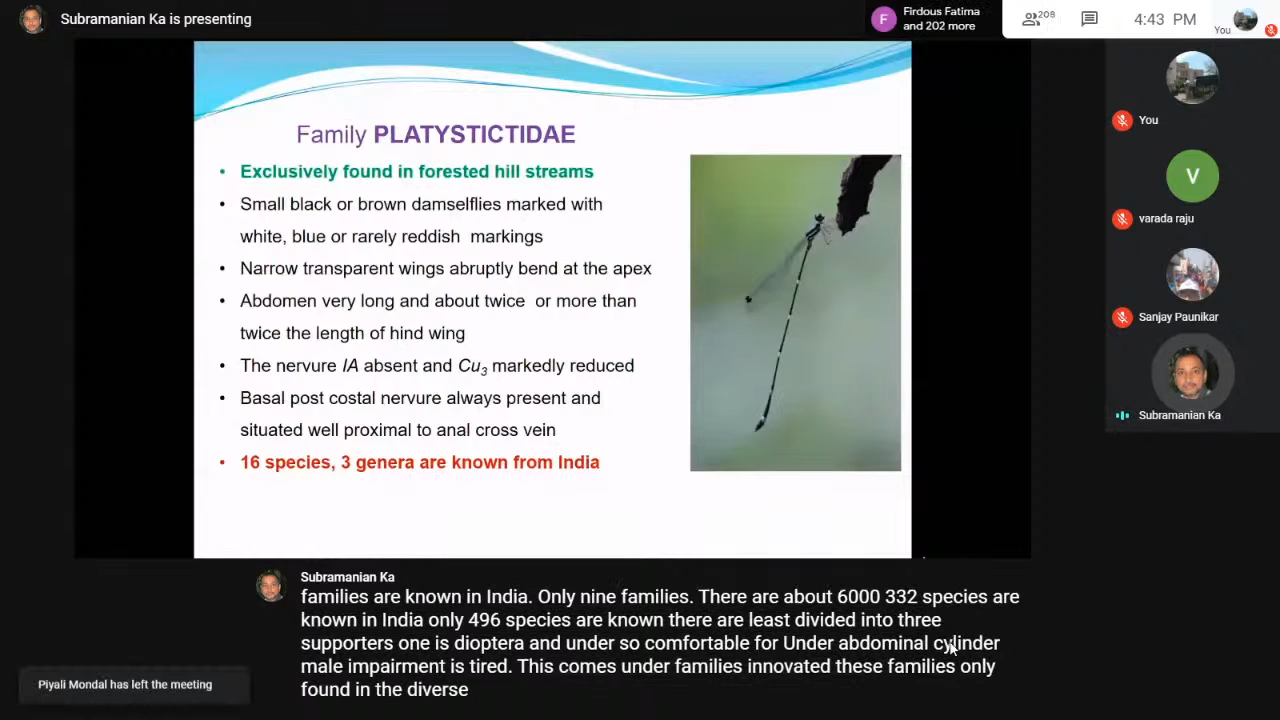 Subramanian Ka is presenting
F
Firdous Fatima
and 202 more
208
4:43 PM
You
Family PLATYSTICTIDAE
• Exclusively found in forested hill streams
• Small black or brown damselflies marked with
white, blue or rarely reddish markings
• Narrow transparent wings abruptly bend at the apex
• Abdomen very long and about twice or more than
twice the length of hind wing
• The nervure IA absent and Cu3 markedly reduced
• Basal post costal nervure always present and
situated well proximal to anal cross vein
• 16 species, 3 genera are known from India
You
V
varada raju
Sanjay Paunikar
Subramanian Ka
Subramanian Ka
families are known in India. Only nine families. There are about 6000 332 species are
known in India only 496 species are known there are least divided into three
supporters one is dioptera and under so comfortable for Under abdominal cylinder
male impairment is tired. This comes under families innovated these families only
found in the diverse
Piyali Mondal has left the meeting